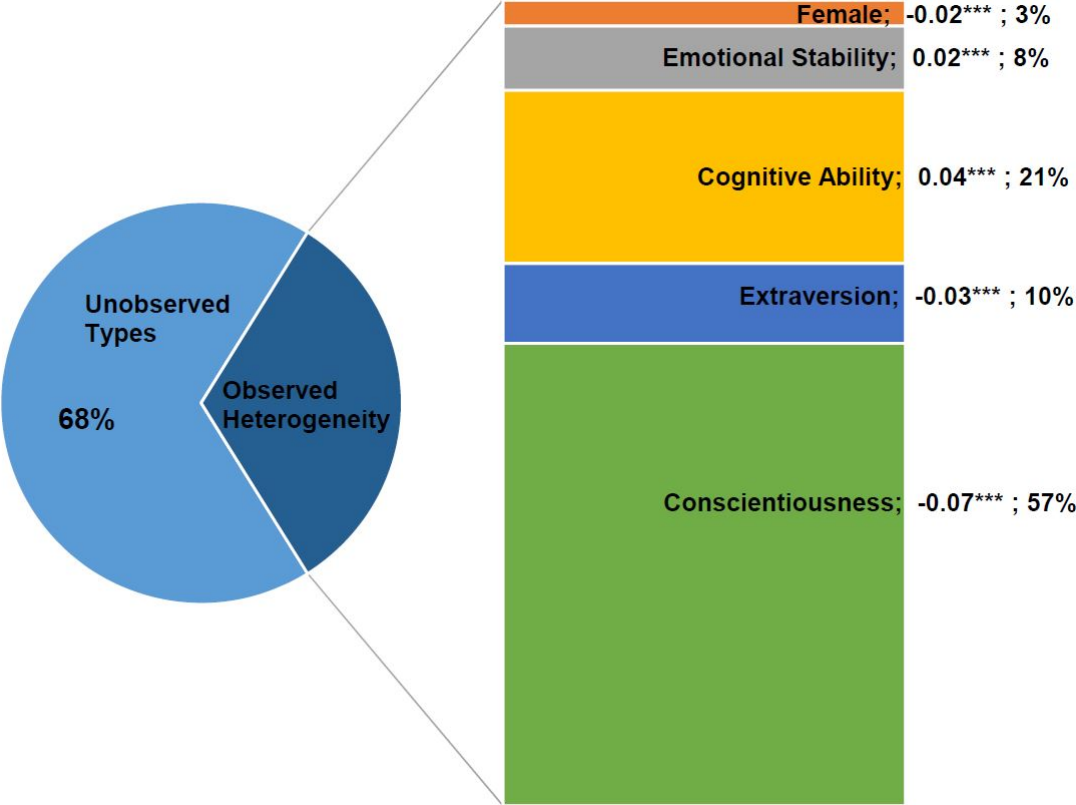 Female; -0.02*** ; 3%
Emotional Stability; 0.02*** ; 8%
Cognitive Ability; 0.04*** ; 21%
Unobserved
Types
68%
Observed
Heterogeneity
Extraversion; -0.03*** ; 10%
Conscientiousness; -0.07*** ; 57%